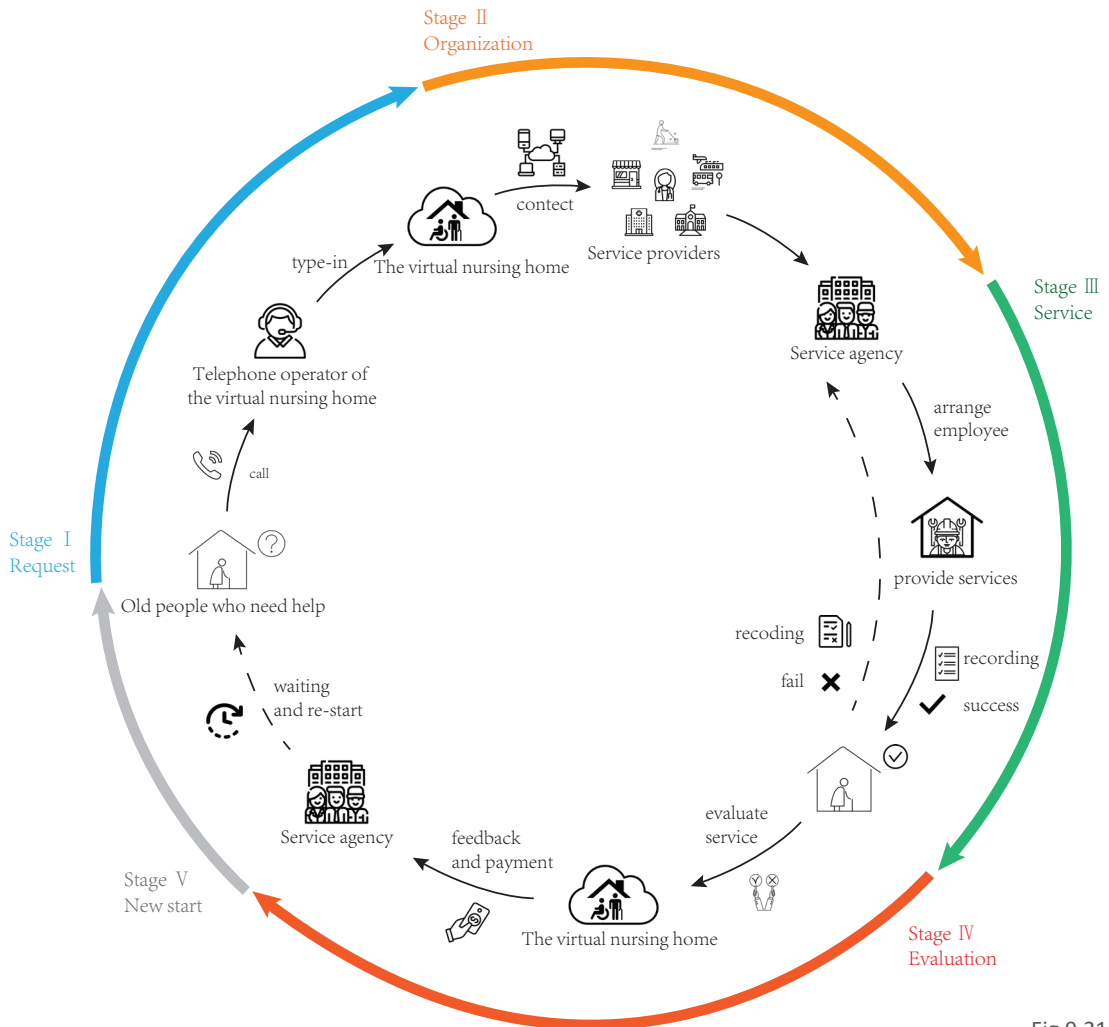 Stage Ⅱ
Organization
contect
The virtual nursing home
Service providers
type-in
Stage Ⅲ
Service
Service agency
Telephone operator of
the virtual nursing home
arrange
employee
call
Stage Ⅰ
Request
Old people who need help
provide services
recoding
fail
recording
success
waiting
and re-start
Service agency
feedback
and payment
evaluate
service
Stage Ⅴ
New start
The virtual nursing home
Stage Ⅳ
Evaluation